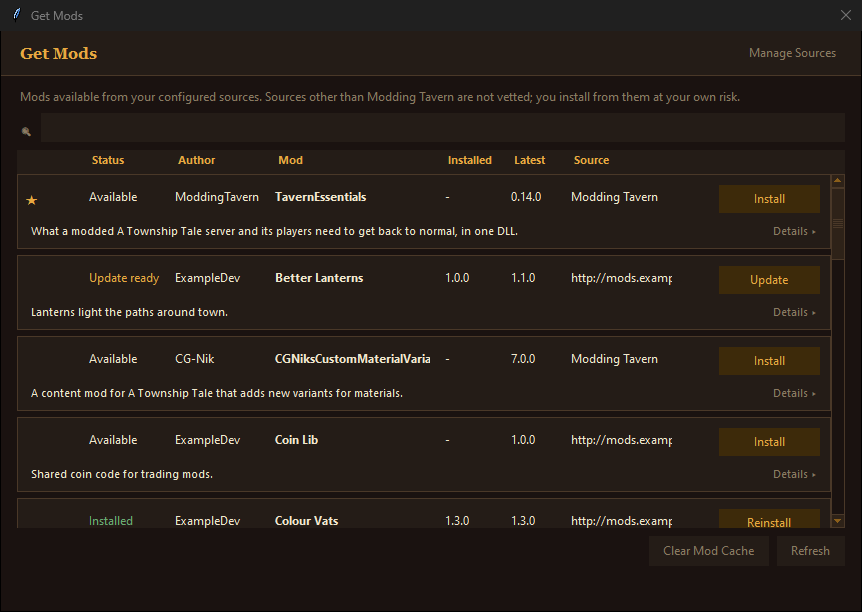 Get Mods
Get Mods
Manage Sources
Mods available from your configured sources. Sources other than Modding Tavern are not vetted; you install from them at your own risk.
Status Author Mod Installed Latest Source
★ Available ModdingTavern TavernEssentials - 0.14.0 Modding Tavern Install
What a modded A Township Tale server and its players need to get back to normal, in one DLL. Details ▸
Update ready ExampleDev Better Lanterns 1.0.0 1.1.0 http://mods.examp Update
Lanterns light the paths around town. Details ▸
Available CG-Nik CGNiksCustomMaterialVaria - 7.0.0 Modding Tavern Install
A content mod for A Township Tale that adds new variants for materials. Details ▸
Available ExampleDev Coin Lib - 1.0.0 http://mods.examp Install
Shared coin code for trading mods. Details ▸
Installed ExampleDev Colour Vats 1.3.0 1.3.0 http://mods.examp Reinstall
Clear Mod Cache Refresh